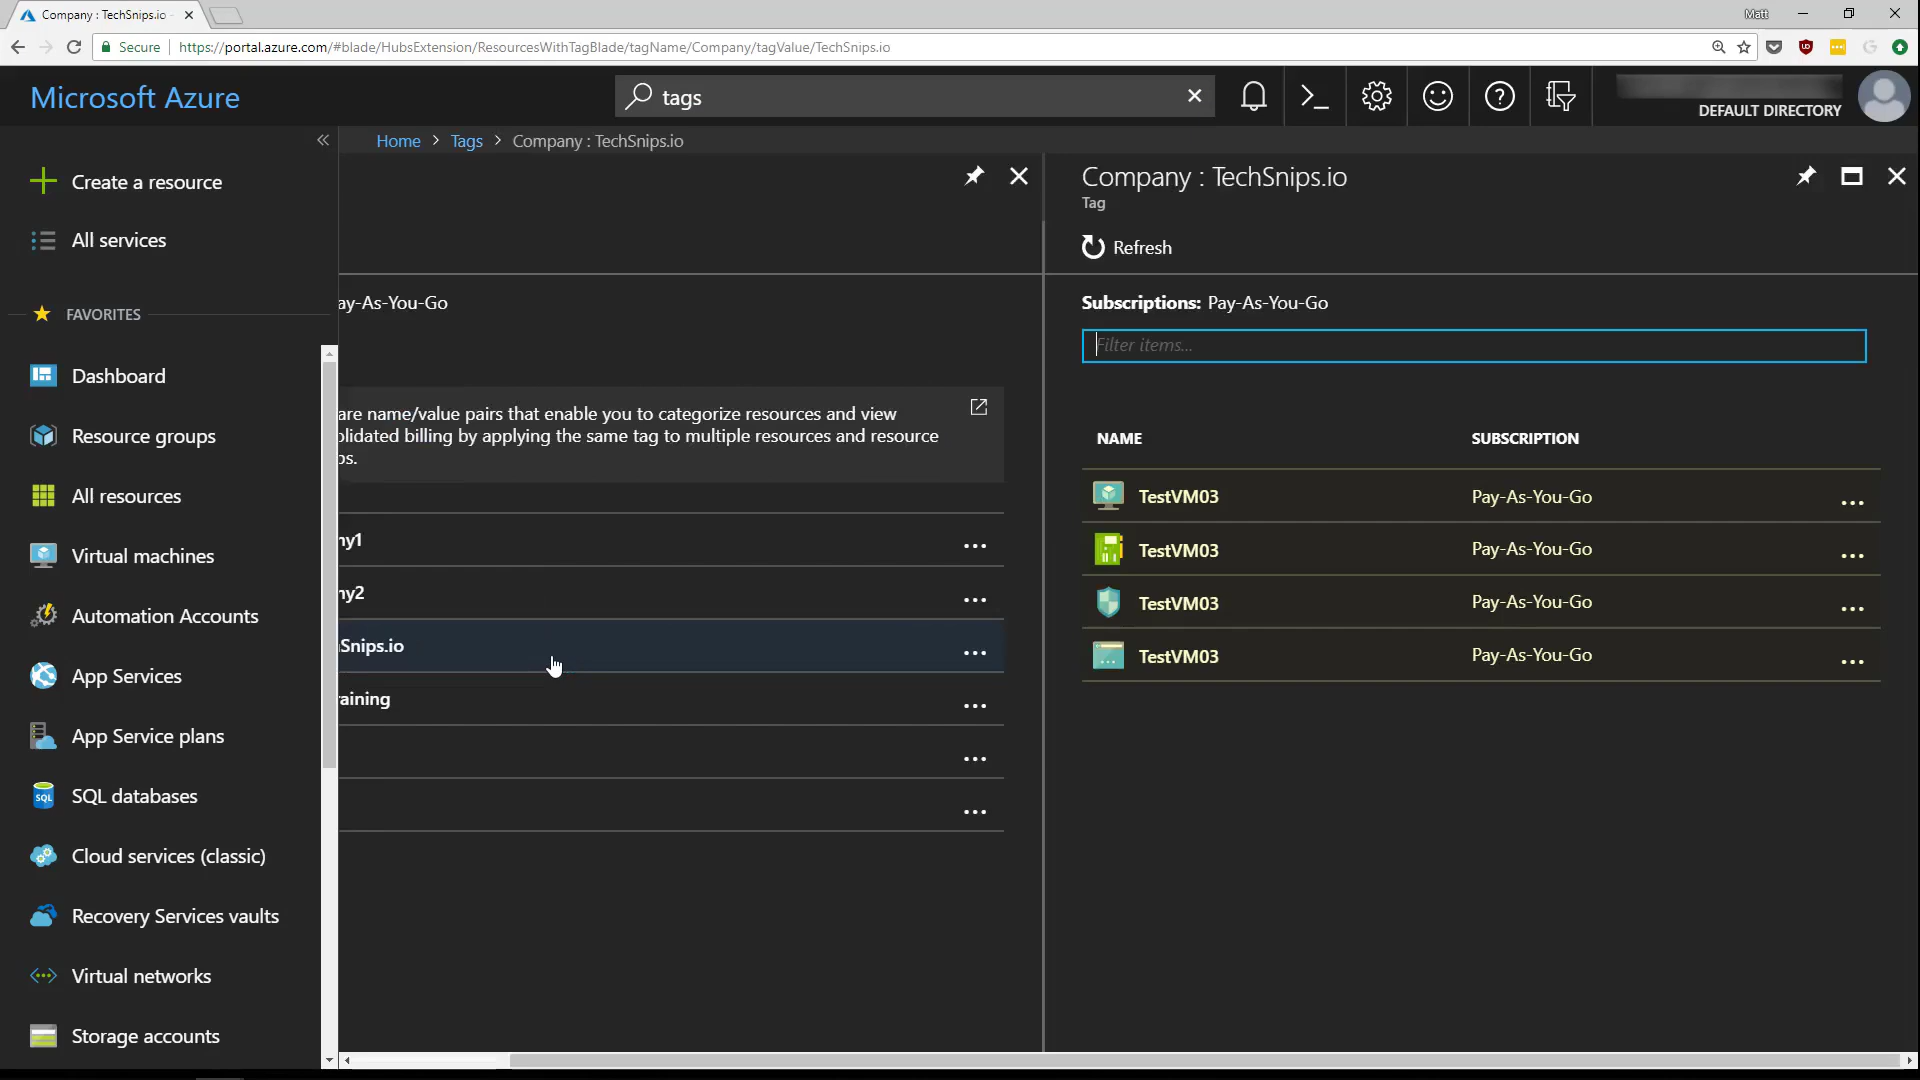 Company : TechSnips.io
Matt
Secure
https://portal.azure.com/#blade/HubsExtension/ResourcesWithTagBlade/tagName/Company/tagValue/TechSnips.io
Microsoft Azure
tags
DEFAULT DIRECTORY
Home > Tags > Company : TechSnips.io
Create a resource
All services
FAVORITES
Dashboard
Resource groups
All resources
Virtual machines
Automation Accounts
App Services
App Service plans
SQL
SQL databases
Cloud services (classic)
Recovery Services vaults
Virtual networks
Storage accounts
ay-As-You-Go
are name/value pairs that enable you to categorize resources and view
olidated billing by applying the same tag to multiple resources and resource
ps.
ny1
...
ny2
...
Snips.io
...
raining
...
...
...
Company : TechSnips.io
Tag
Refresh
Subscriptions: Pay-As-You-Go
Filter items...
NAME SUBSCRIPTION
TestVM03 Pay-As-You-Go ...
TestVM03 Pay-As-You-Go ...
TestVM03 Pay-As-You-Go ...
TestVM03 Pay-As-You-Go ...